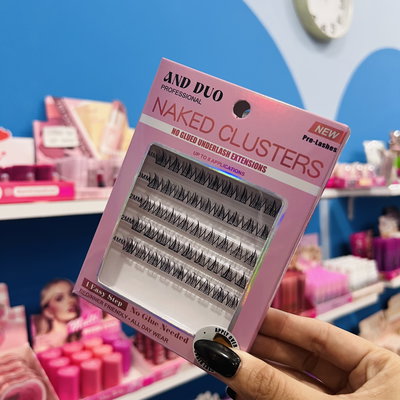 AND DUO
PROFESSIONAL
NAKED CLUSTERS
NEW
Pre-Lashes
NO GLUED UNDERLASH EXTENSIONS
UP TO 8 APPLICATIONS
1 Easy Step
No Glue Needed
BEGINNER FRIENDLY • ALL DAY WEAR